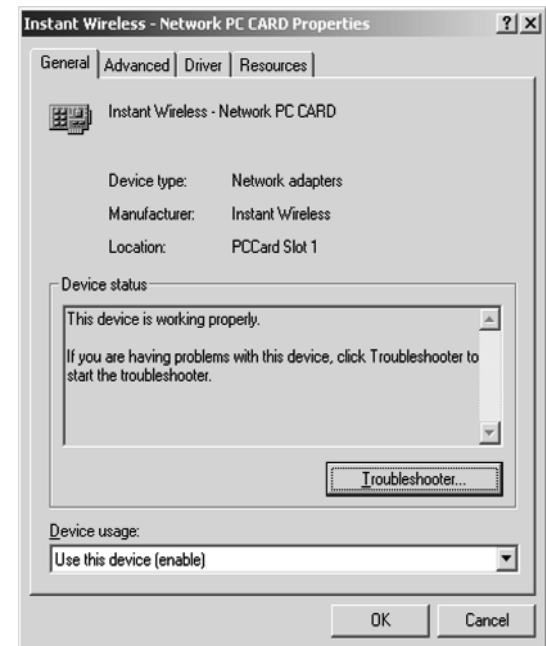 Instant Wireless - Network PC CARD Properties
General Advanced Driver Resources
Instant Wireless - Network PC CARD
Device type: Network adapters
Manufacturer: Instant Wireless
Location: PCCard Slot 1
Device status
This device is working properly.
If you are having problems with this device, click Troubleshooter to
start the troubleshooter.
Troubleshooter...
Device usage:
Use this device (enable)
OK Cancel